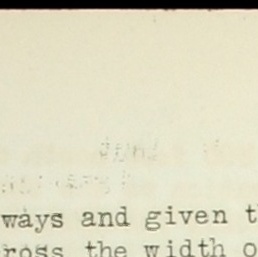 ways and given t
ross the width o